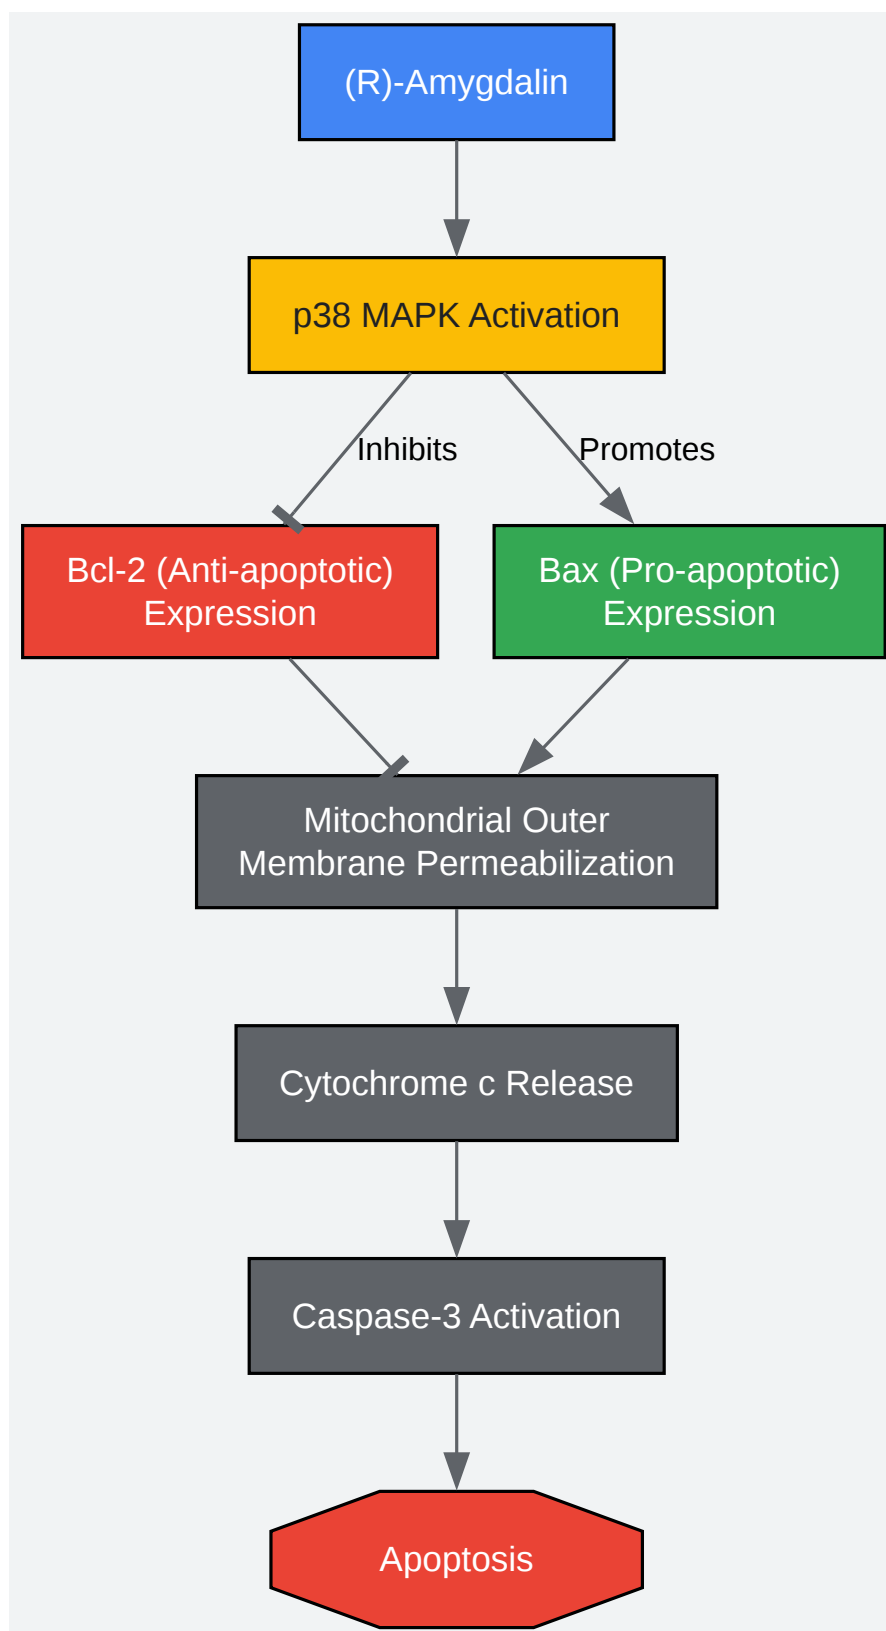 (R)-Amygdalin
p38 MAPK Activation
Inhibits
Promotes
Bcl-2 (Anti-apoptotic)
Expression
Bax (Pro-apoptotic)
Expression
Mitochondrial Outer
Membrane Permeabilization
Cytochrome c Release
Caspase-3 Activation
Apoptosis